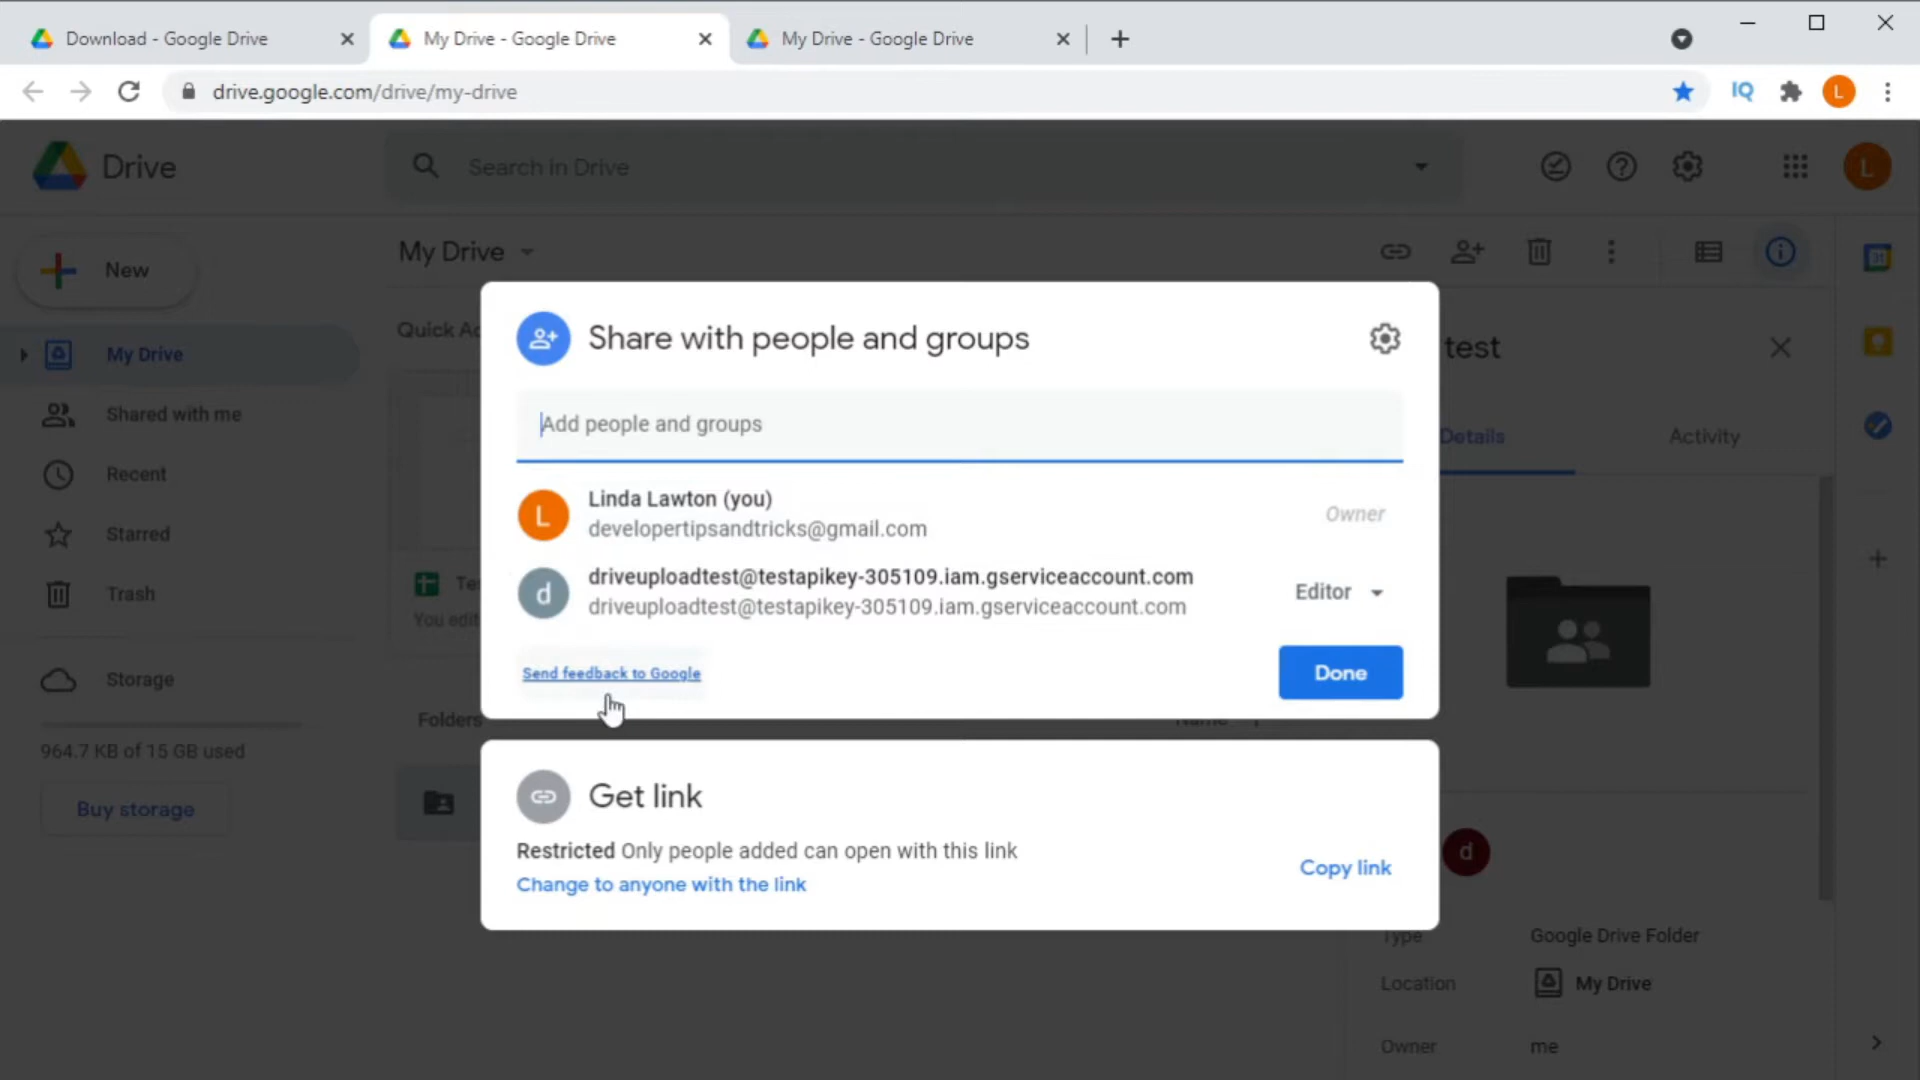 Download - Google Drive
My Drive - Google Drive
My Drive - Google Drive
drive.google.com/drive/my-drive
IQ
L
Drive
Search in Drive
L
New
My Drive
31
Quick Ac
Share with people and groups
test
My Drive
Shared with me
Add people and groups
Details
Activity
Recent
Linda Lawton (you)
developertipsandtricks@gmail.com
L
Owner
Starred
driveuploadtest@testapikey-305109.iam.gserviceaccount.com
driveuploadtest@testapikey-305109.iam.gserviceaccount.com
d
Editor
Trash
Te
You edit
Send feedback to Google
Done
Storage
Folders
Name
964.7 KB of 15 GB used
Buy storage
Get link
Restricted Only people added can open with this link
Change to anyone with the link
Copy link
d
Type
Google Drive Folder
Location
My Drive
Owner
me